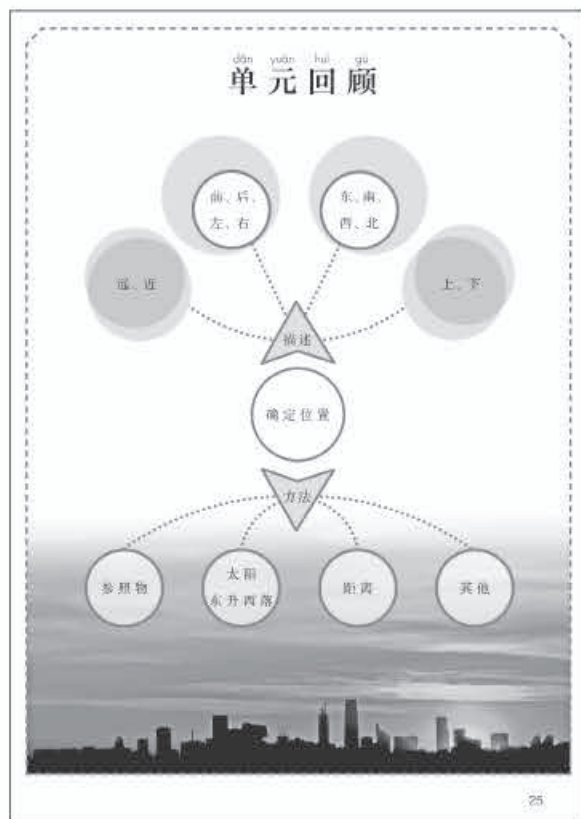 dān yuán huí gù
单元回顾
前、后、
左、右
东、南、
西、北
远、近
上、下
描述
确定位置
方法
参照物
太阳
东升西落
距离
其他
25